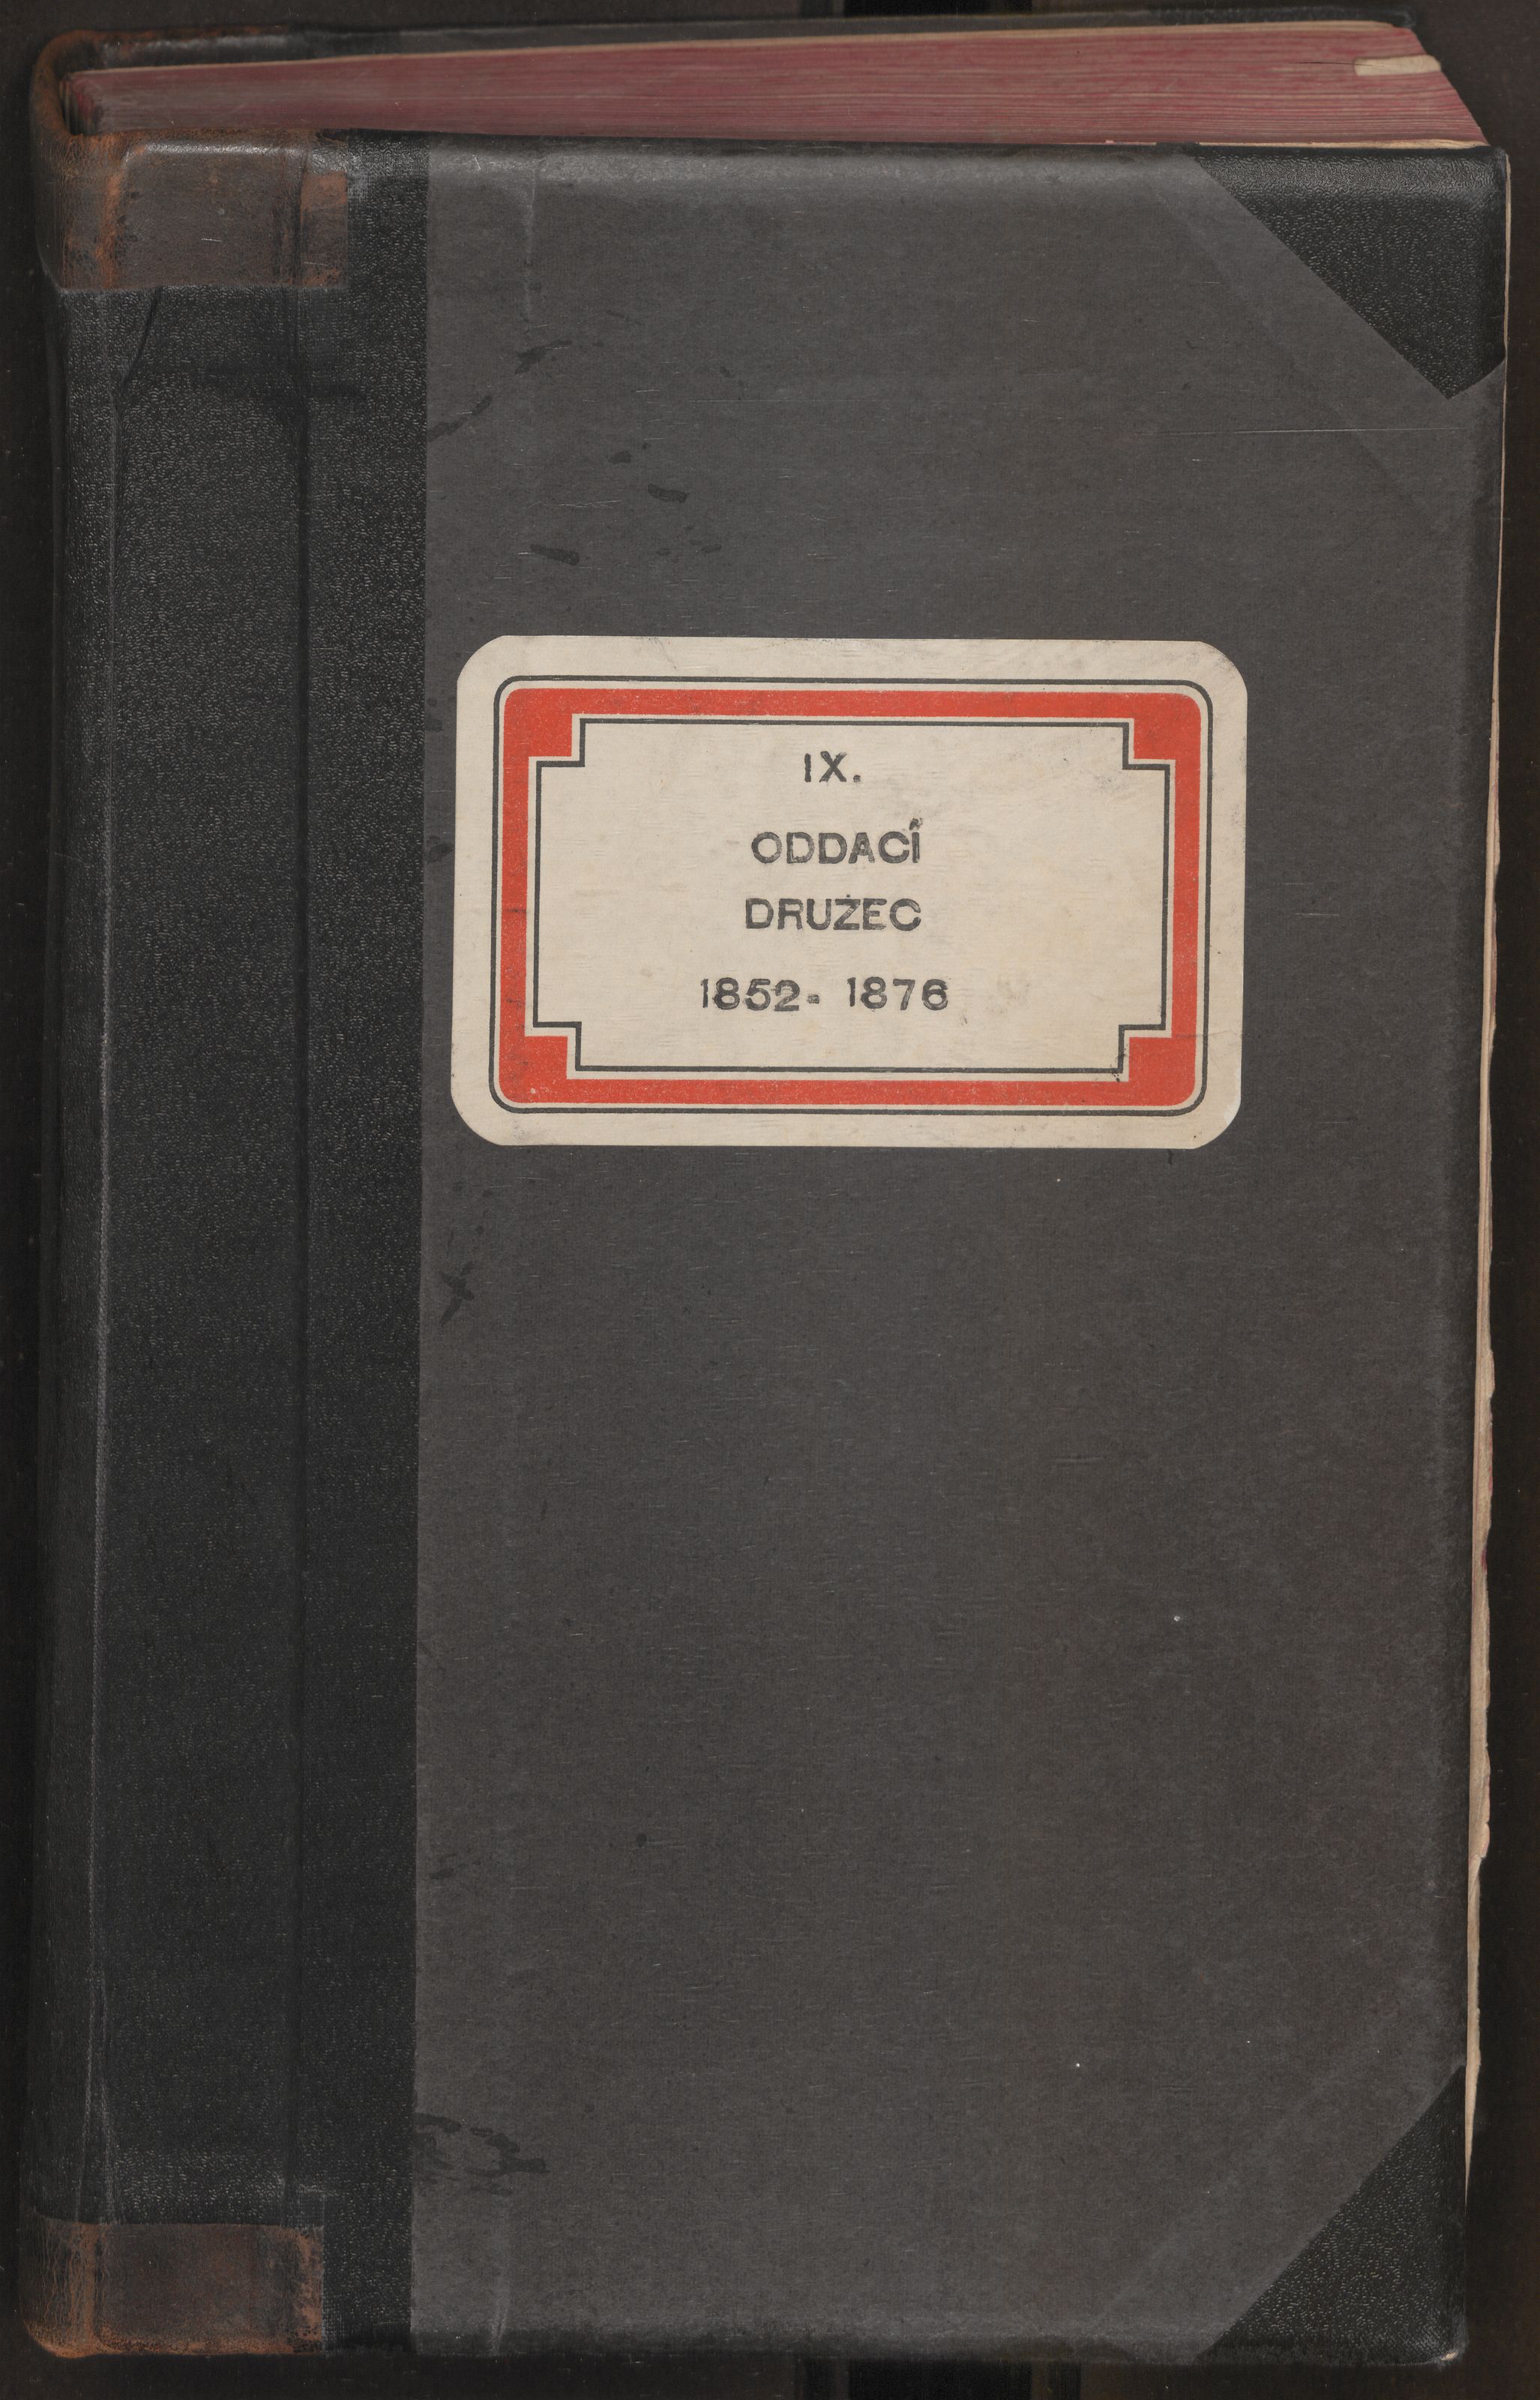 IX.
ODDACÍ
DRUŽEC
1852- 1876